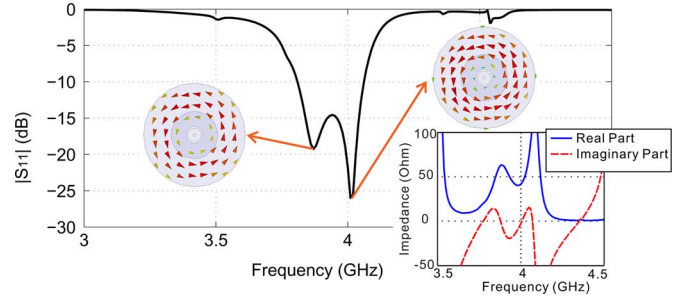 0
-5
-10
-15
-20
-25
-30
|S11| (dB)
3
3.5
4
Frequency (GHz)
Real Part
Imaginary Part
100
50
0
-50
Impedance (Ohm)
3.5
4
4.5
Frequency (GHz)